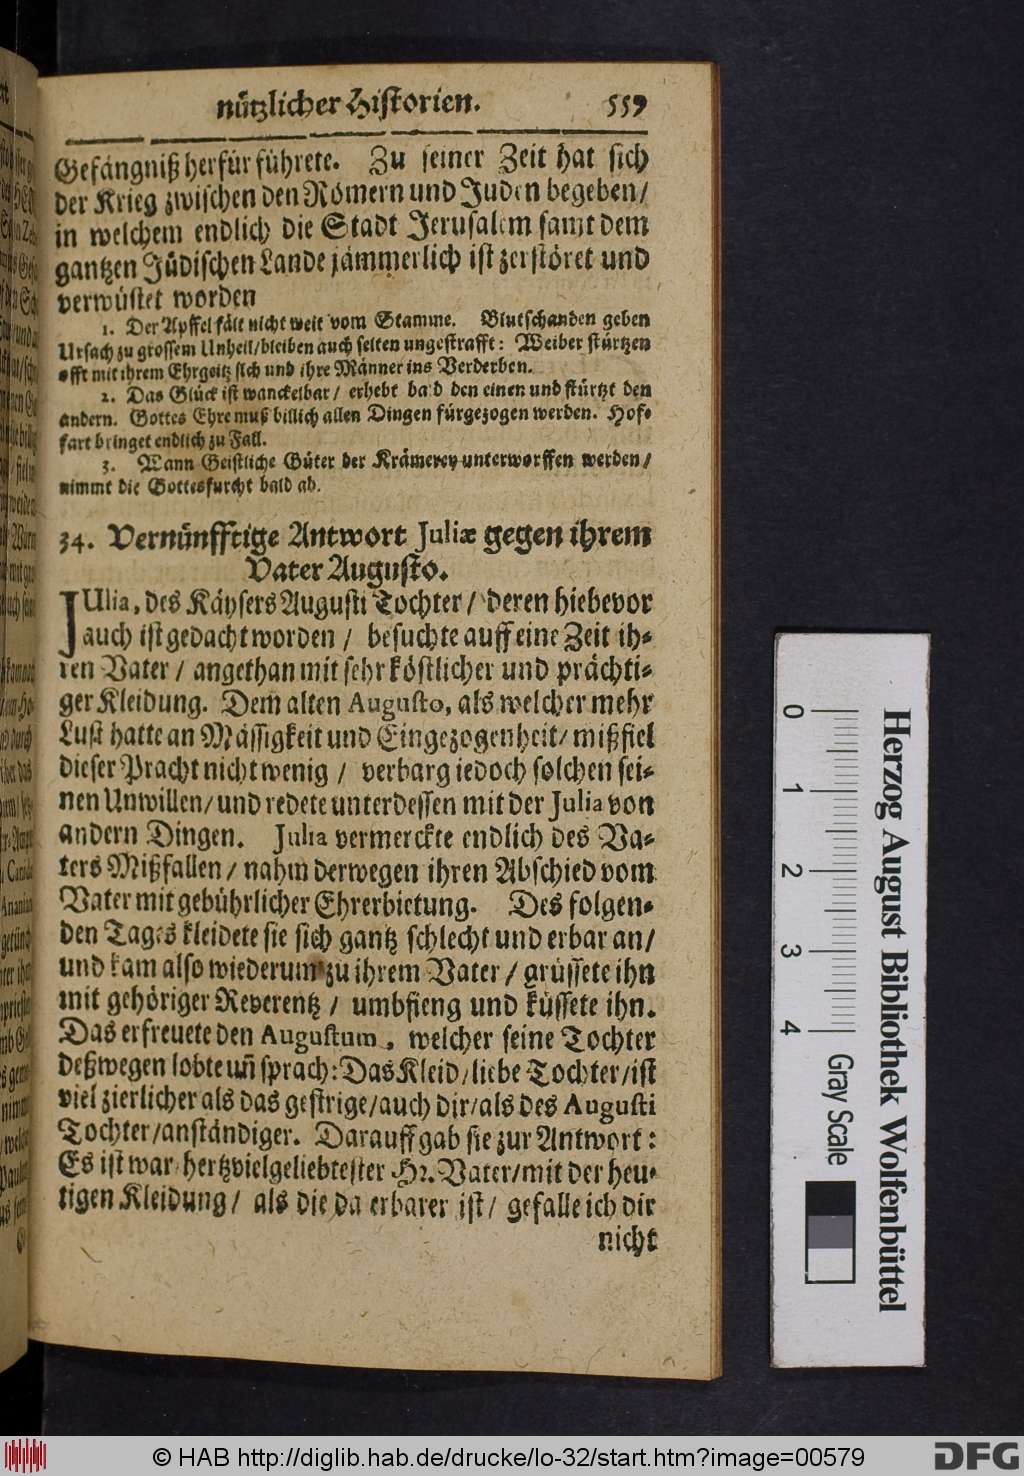 nützlicher Historien. 559
Gefängniß herfür führete. Zu seiner Zeit hat sich
der Krieg zwischen den Römern und Juden begeben/
in welchem endlich die Stadt Jerusalem samt dem
gantzen Jüdischen Lande jämmerlich ist zerstöret und
verwüstet worden
1. Der Apffel fält nicht weit vom Stamme. Blutschanden geben
Ursach zu grossem Unheil/bleiben auch selten ungestrafft: Weiber stürtzen
offt mit ihrem Ehrgeitz sich und ihre Männer ins Verderben.
2. Das Glück ist wanckelbar/ erhebt bald den einen und stürtzt den
andern. Gottes Ehre muß billich allen Dingen fürgezogen werden. Hof-
fart bringet endlich zu Fall.
3. Wann Geistliche Güter der Krämerey unterworffen werden/
nimmt die Gottesfurcht bald ab.
34. Vernünfftige Antwort Juliæ gegen ihrem
Vater Augusto.
JUlia, des Käysers Augusti Tochter/ deren hiebevor
auch ist gedacht worden/ besuchte auff eine Zeit ih-
ren Vater/ angethan mit sehr köstlicher und prächti-
ger Kleidung. Dem alten Augusto, als welcher mehr
Lust hatte an Mässigkeit und Eingezogenheit/ mißfiel
dieser Pracht nicht wenig/ verbarg iedoch solchen sei-
nen Unwillen/und redete unterdessen mit der Julia von
andern Dingen. Julia vermerckte endlich des Va-
ters Mißfallen/ nahm derwegen ihren Abschied vom
Vater mit gebührlicher Ehrerbietung. Des folgen-
den Tages kleidete sie sich gantz schlecht und erbar an/
und kam also wiederum zu ihrem Vater/ grüssete ihn
mit gehöriger Reverentz/ umbfieng und küssete ihn.
Das erfreuete den Augustum, welcher seine Tochter
deßwegen lobte uñ sprach: Das Kleid/liebe Tochter/ist
viel zierlicher als das gestrige/auch dir/als des Augusti
Tochter/anständiger. Darauff gab sie zur Antwort:
Es ist war hertzvielgeliebtester Hr. Vater/mit der heu-
tigen Kleidung/ als die da erbarer ist/ gefalle ich dir
nicht
Herzog August Bibliothek Wolfenbüttel
0 1 2 3 4 Gray Scale
© HAB http://diglib.hab.de/drucke/lo-32/start.htm?image=00579
DFG